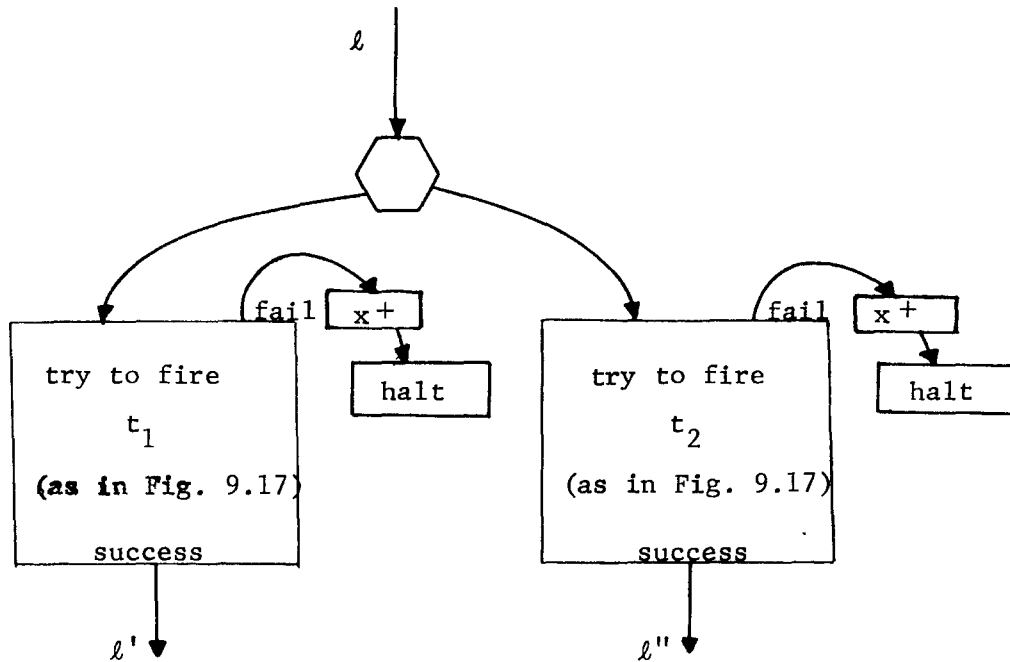 ℓ
fail
x+
halt
try to fire
t1
(as in Fig. 9.17)
success
ℓ'
fail
x+
halt
try to fire
t2
(as in Fig. 9.17)
success
ℓ"